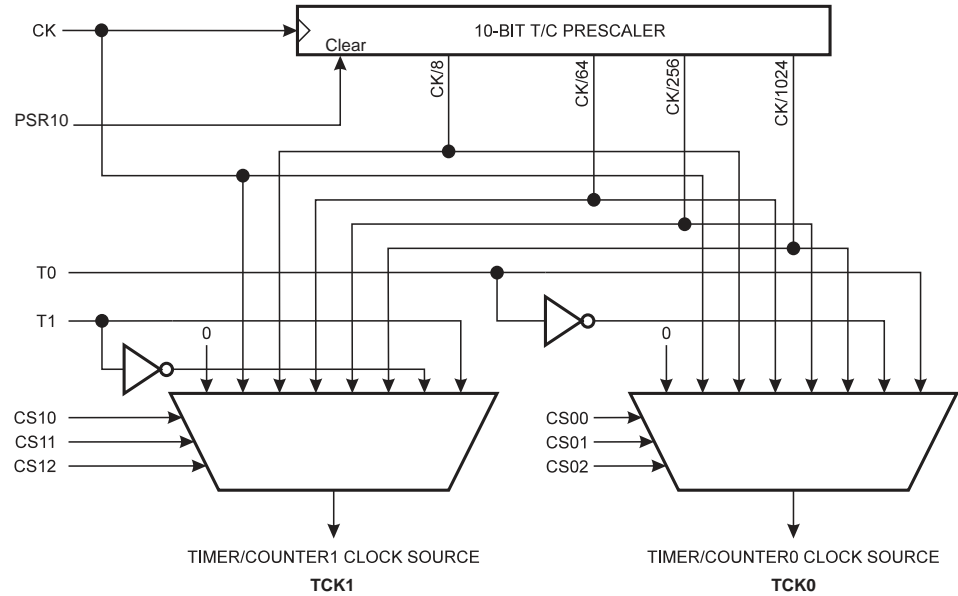 CK
10-BIT T/C PRESCALER
Clear
CK/8
CK/64
CK/256
CK/1024
PSR10
T0
T1
0
0
CS10
CS11
CS12
CS00
CS01
CS02
TIMER/COUNTER1 CLOCK SOURCE
TCK1
TIMER/COUNTER0 CLOCK SOURCE
TCK0